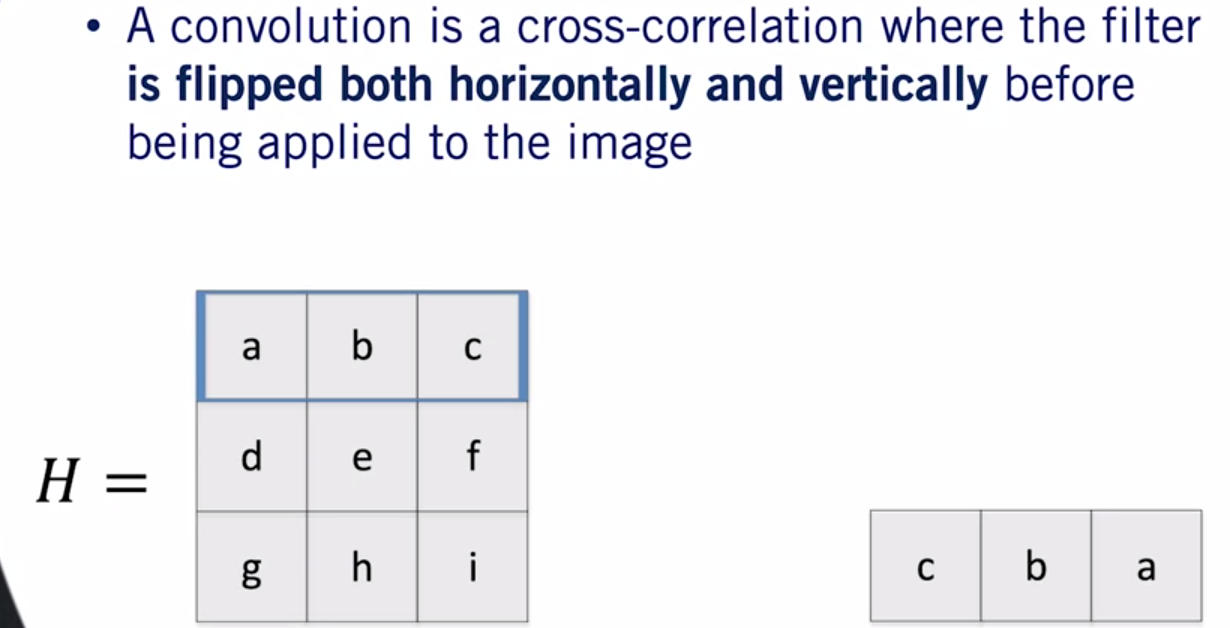 • A convolution is a cross-correlation where the filter
is flipped both horizontally and vertically before
being applied to the image
a b c
d e f
H =
g h i
c b a